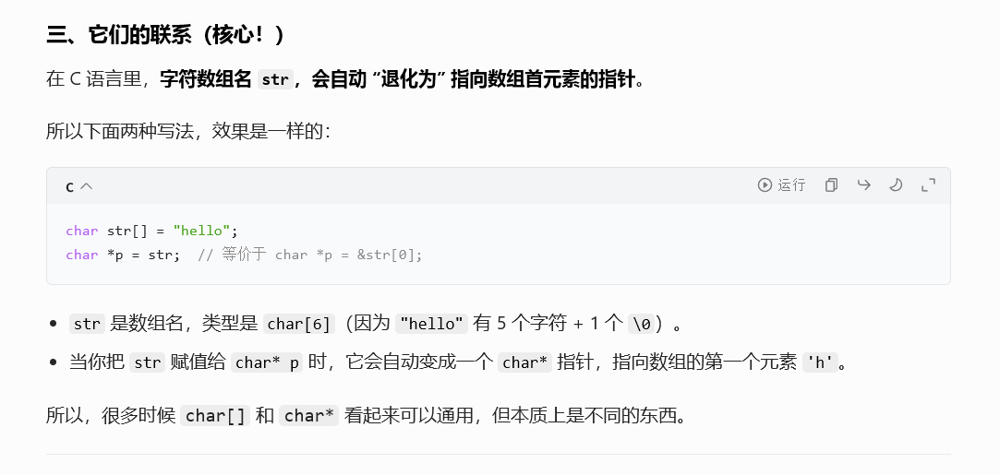 三、它们的联系（核心！）
在 C 语言里，字符数组名 str，会自动 “退化为” 指向数组首元素的指针。
所以下面两种写法，效果是一样的：
C 运行
char str[] = "hello";
char *p = str;  // 等价于 char *p = &str[0];
• str 是数组名，类型是 char[6]（因为 "hello" 有 5 个字符 + 1 个 \0）。
• 当你把 str 赋值给 char* p 时，它会自动变成一个 char* 指针，指向数组的第一个元素 'h'。
所以，很多时候 char[] 和 char* 看起来可以通用，但本质上是不同的东西。